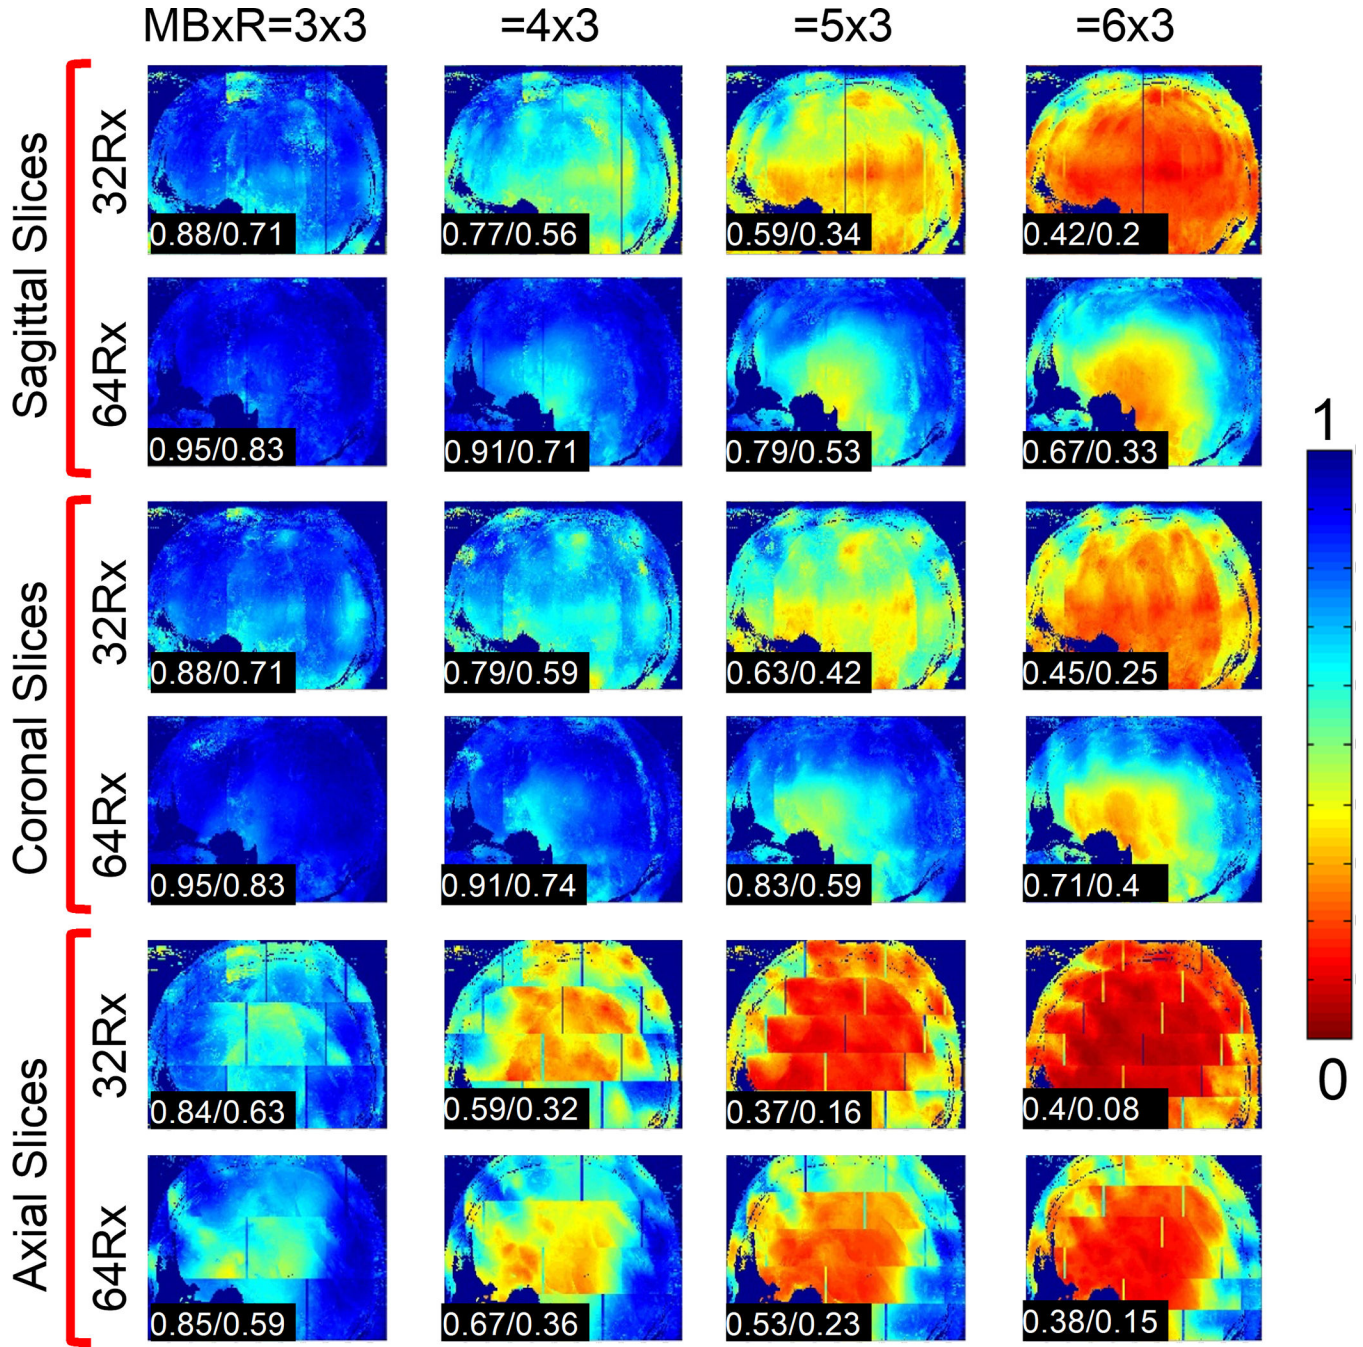 MBxR=3x3 =4x3 =5x3 =6x3
Sagittal Slices
32Rx
0.88/0.71 0.77/0.56 0.59/0.34 0.42/0.2
64Rx
0.95/0.83 0.91/0.71 0.79/0.53 0.67/0.33
1
Coronal Slices
32Rx
0.88/0.71 0.79/0.59 0.63/0.42 0.45/0.25
64Rx
0.95/0.83 0.91/0.74 0.83/0.59 0.71/0.4
0
Axial Slices
32Rx
0.84/0.63 0.59/0.32 0.37/0.16 0.4/0.08
64Rx
0.85/0.59 0.67/0.36 0.53/0.23 0.38/0.15